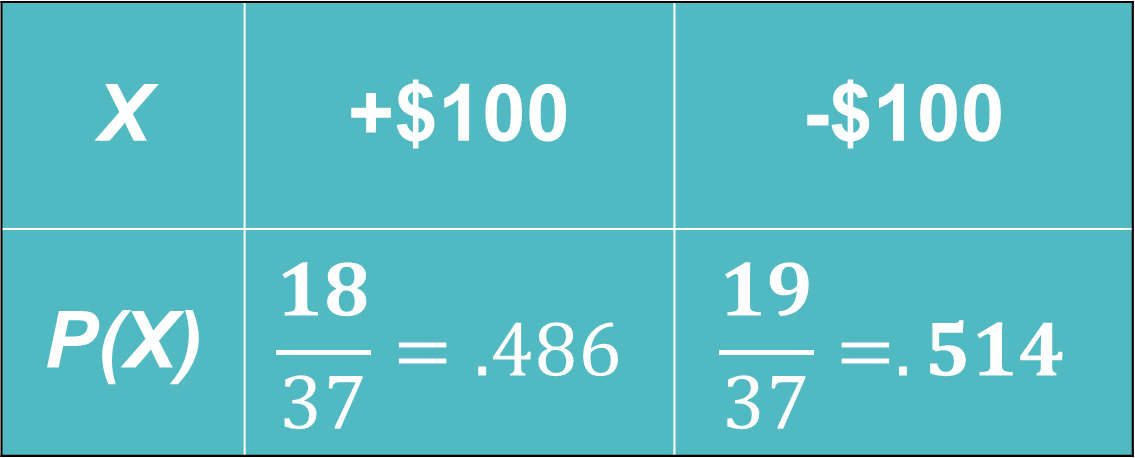 X +$100 -$100
P(X) 18/37 = .486 19/37 =. 514